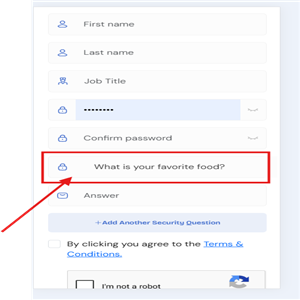 First name
Last name
Job Title
••••••••
Confirm password
What is your favorite food?
Answer
+Add Another Security Question
By clicking you agree to the Terms &
Conditions.
I'm not a robot